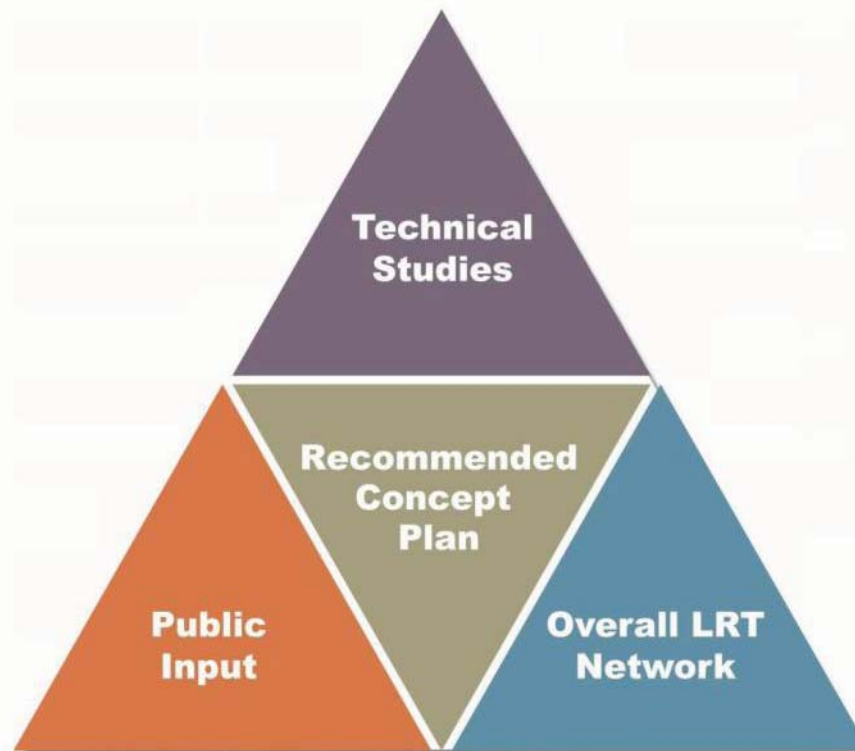 Technical
Studies
Recommended
Concept
Plan
Public
Input
Overall LRT
Network